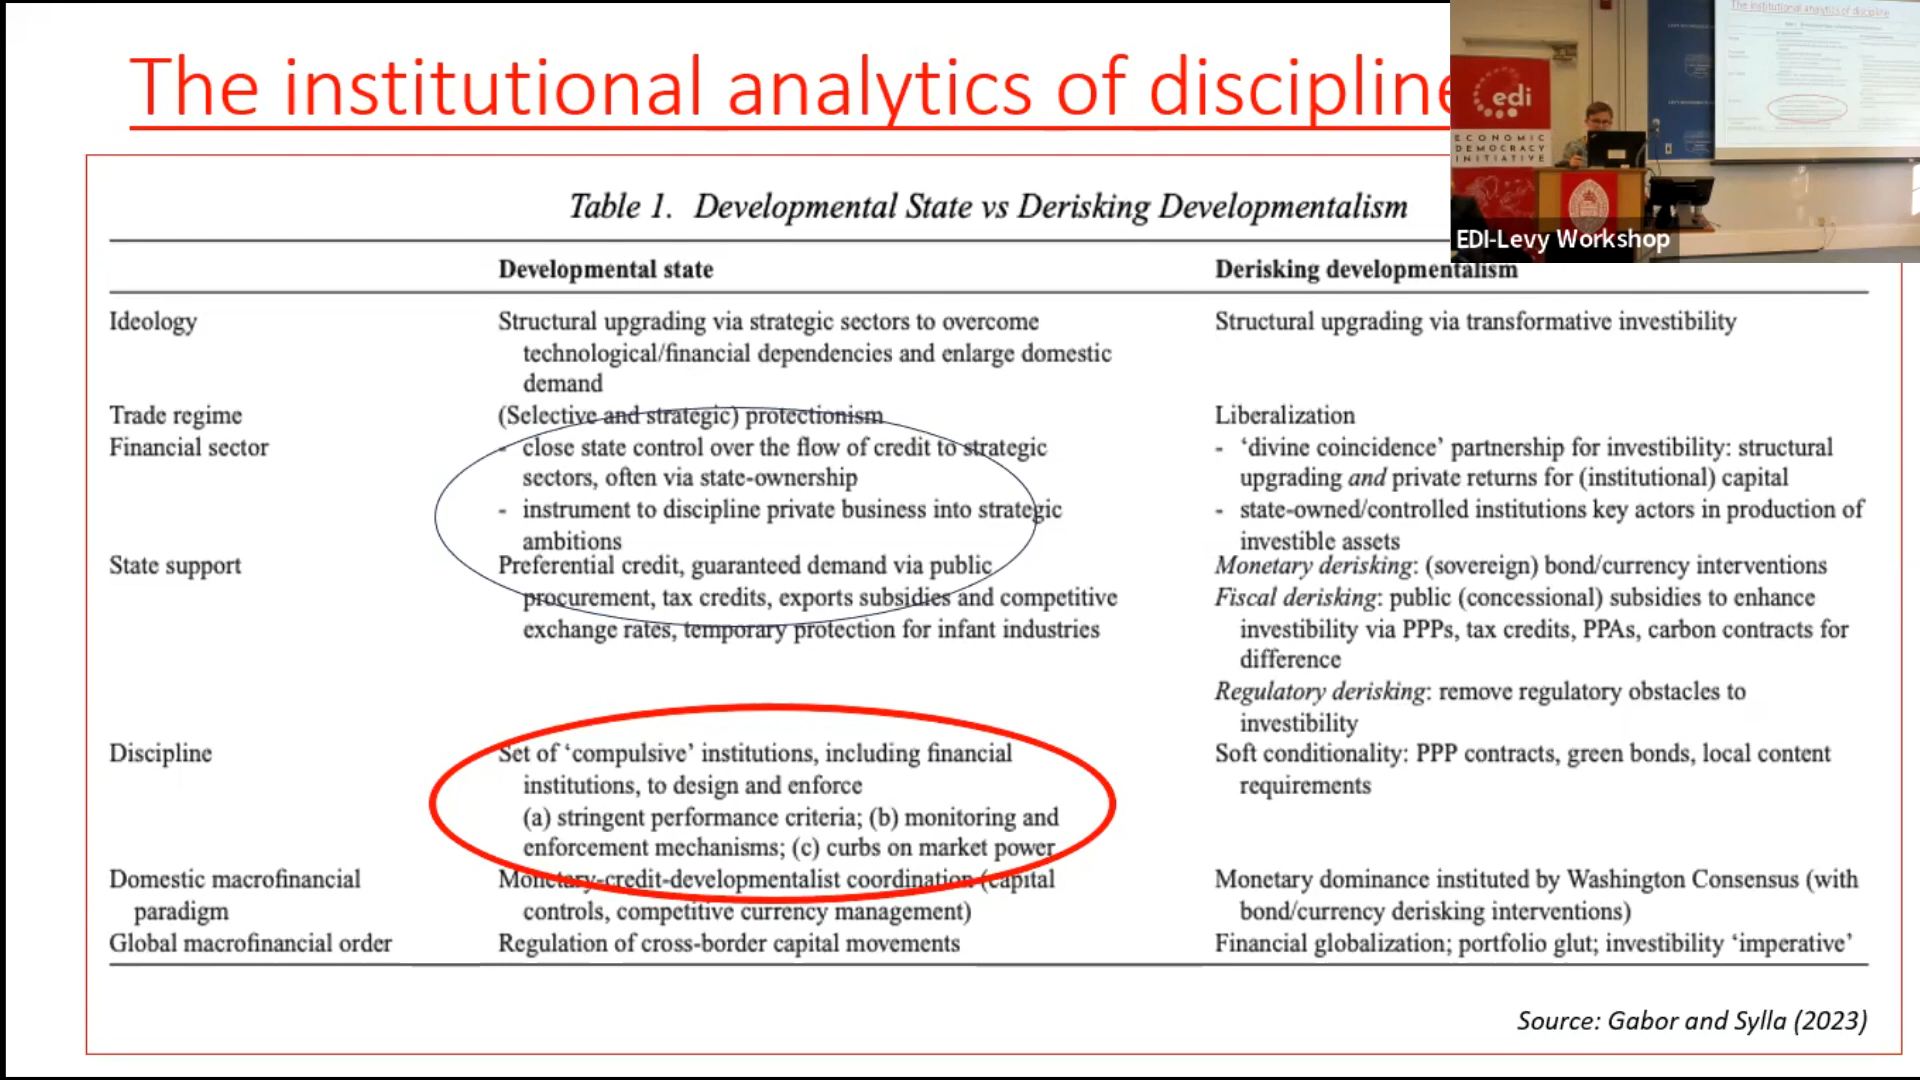 The institutional analytics of discipline
Table 1. Developmental State vs Derisking Developmentalism
Developmental state
Derisking developmentalism
Ideology
Structural upgrading via strategic sectors to overcome
technological/financial dependencies and enlarge domestic
demand
Structural upgrading via transformative investibility
Trade regime
(Selective and strategic) protectionism
Liberalization
Financial sector
- close state control over the flow of credit to strategic
sectors, often via state-ownership
- instrument to discipline private business into strategic
ambitions
- ‘divine coincidence’ partnership for investibility: structural
upgrading and private returns for (institutional) capital
- state-owned/controlled institutions key actors in production of
investible assets
State support
Preferential credit, guaranteed demand via public
procurement, tax credits, exports subsidies and competitive
exchange rates, temporary protection for infant industries
Monetary derisking: (sovereign) bond/currency interventions
Fiscal derisking: public (concessional) subsidies to enhance
investibility via PPPs, tax credits, PPAs, carbon contracts for
difference
Regulatory derisking: remove regulatory obstacles to
investibility
Discipline
Set of ‘compulsive’ institutions, including financial
institutions, to design and enforce
(a) stringent performance criteria; (b) monitoring and
enforcement mechanisms; (c) curbs on market power
Soft conditionality: PPP contracts, green bonds, local content
requirements
Domestic macrofinancial
paradigm
Monetary-credit-developmentalist coordination (capital
controls, competitive currency management)
Monetary dominance instituted by Washington Consensus (with
bond/currency derisking interventions)
Global macrofinancial order
Regulation of cross-border capital movements
Financial globalization; portfolio glut; investibility ‘imperative’
Source: Gabor and Sylla (2023)
edi
ECONOMIC
DEMOCRACY
INITIATIVE
The institutional analytics of discipline
EDI-Levy Workshop